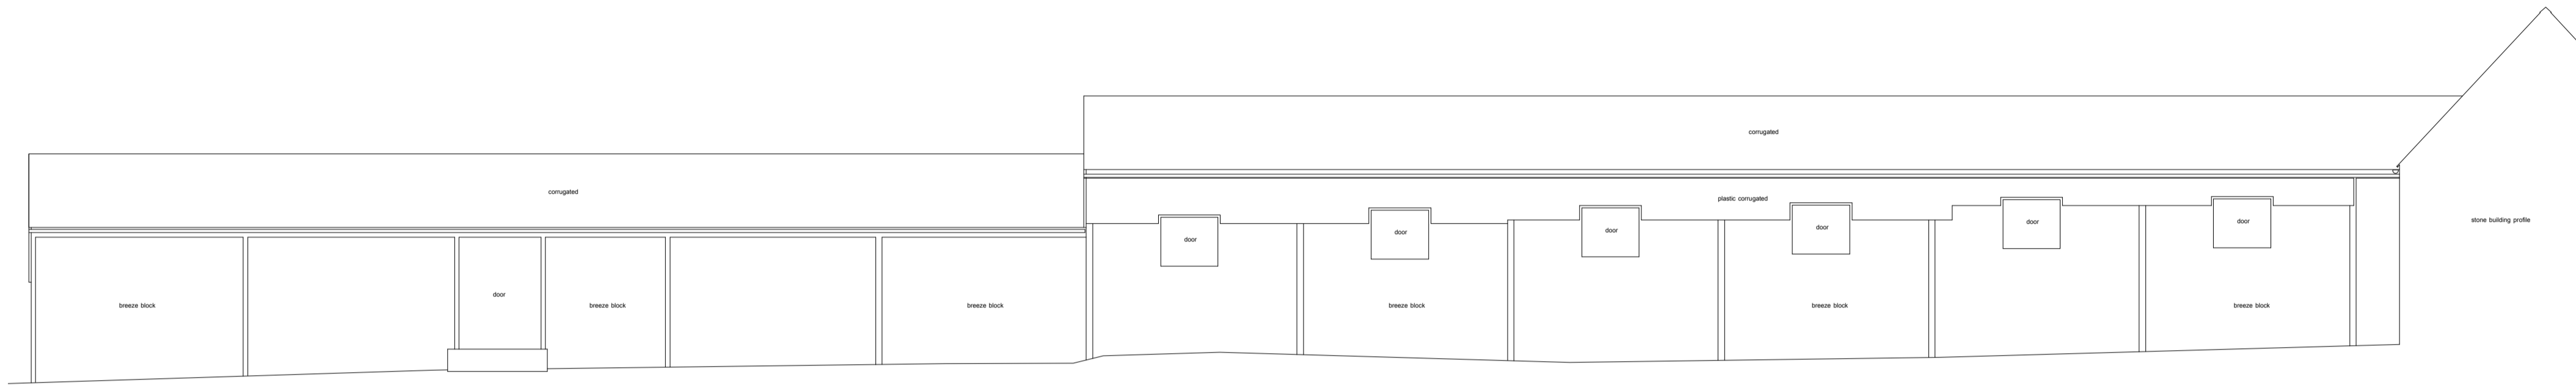 corrugated
corrugated
plastic corrugated
door
door
door
door
door
door
stone building profile
door
breeze block
breeze block
breeze block
breeze block
breeze block
breeze block